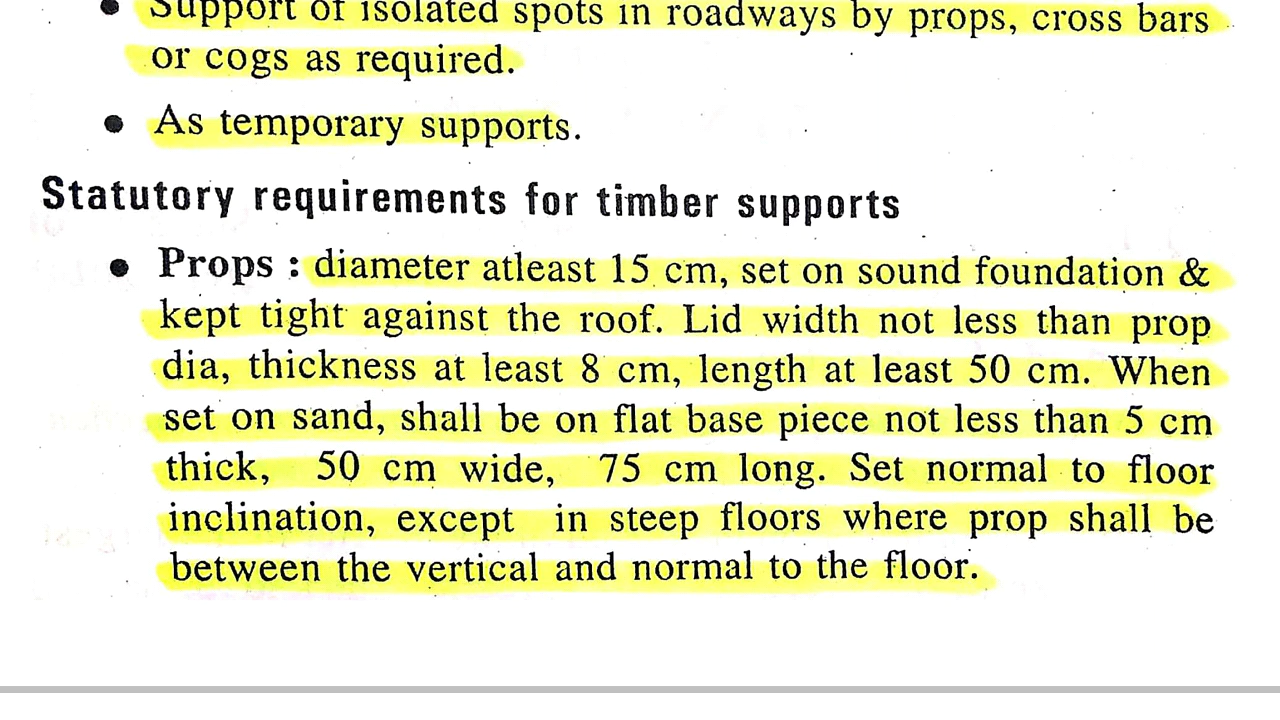 • Support of isolated spots in roadways by props, cross bars
or cogs as required.
• As temporary supports.
Statutory requirements for timber supports
• Props : diameter atleast 15 cm, set on sound foundation &
kept tight against the roof. Lid width not less than prop
dia, thickness at least 8 cm, length at least 50 cm. When
set on sand, shall be on flat base piece not less than 5 cm
thick, 50 cm wide, 75 cm long. Set normal to floor
inclination, except in steep floors where prop shall be
between the vertical and normal to the floor.